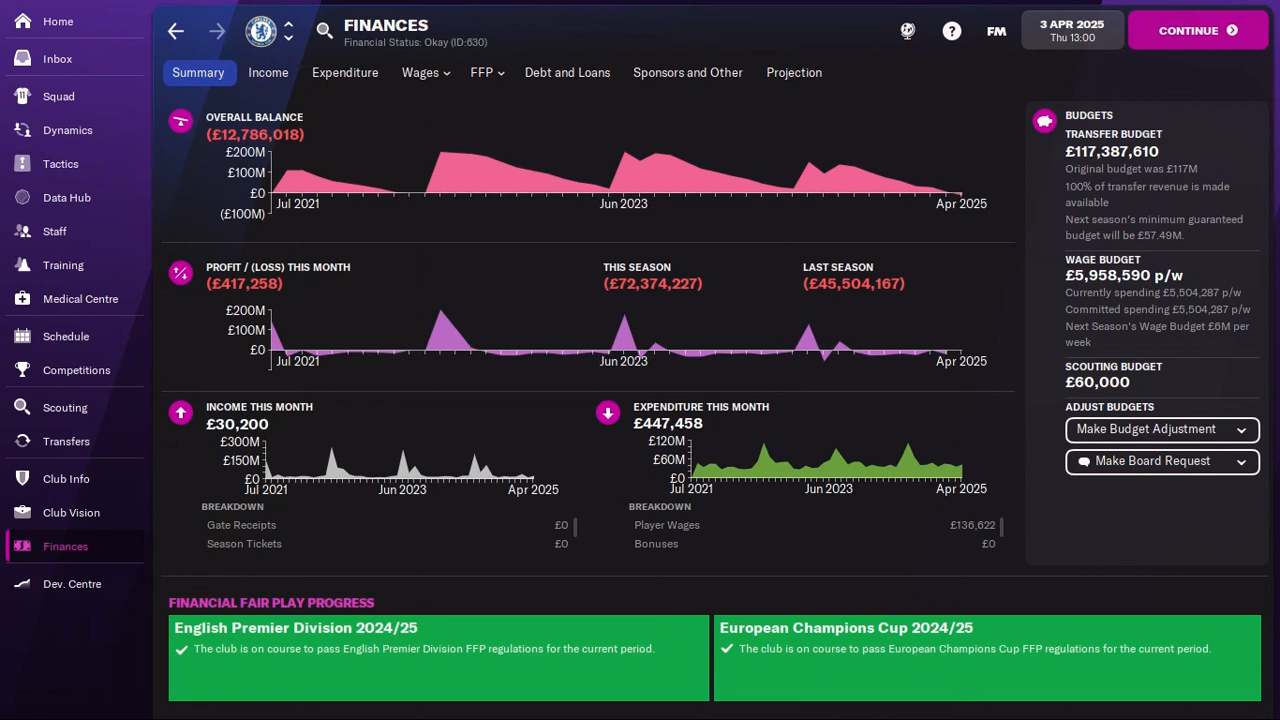 Home
Inbox
Squad
Dynamics
Tactics
Data Hub
Staff
Training
Medical Centre
Schedule
Competitions
Scouting
Transfers
Club Info
Club Vision
Finances
Dev. Centre
FINANCES
Financial Status: Okay (ID:630)
FM
3 APR 2025
Thu 13:00
CONTINUE
Summary
Income
Expenditure
Wages
FFP
Debt and Loans
Sponsors and Other
Projection
OVERALL BALANCE
(£12,786,018)
£200M
£100M
£0
(£100M)
Jul 2021
Jun 2023
Apr 2025
PROFIT / (LOSS) THIS MONTH
(£417,258)
THIS SEASON
(£72,374,227)
LAST SEASON
(£45,504,167)
£200M
£100M
£0
Jul 2021
Jun 2023
Apr 2025
INCOME THIS MONTH
£30,200
£300M
£150M
£0
Jul 2021
Jun 2023
Apr 2025
BREAKDOWN
Gate Receipts £0
Season Tickets £0
EXPENDITURE THIS MONTH
£447,458
£120M
£60M
£0
Jul 2021
Jun 2023
Apr 2025
BREAKDOWN
Player Wages £136,622
Bonuses £0
BUDGETS
TRANSFER BUDGET
£117,387,610
Original budget was £117M
100% of transfer revenue is made
available
Next season's minimum guaranteed
budget will be £57.49M.
WAGE BUDGET
£5,958,590 p/w
Currently spending £5,504,287 p/w
Committed spending £5,504,287 p/w
Next Season's Wage Budget £6M per
week
SCOUTING BUDGET
£60,000
ADJUST BUDGETS
Make Budget Adjustment
Make Board Request
FINANCIAL FAIR PLAY PROGRESS
English Premier Division 2024/25
The club is on course to pass English Premier Division FFP regulations for the current period.
European Champions Cup 2024/25
The club is on course to pass European Champions Cup FFP regulations for the current period.